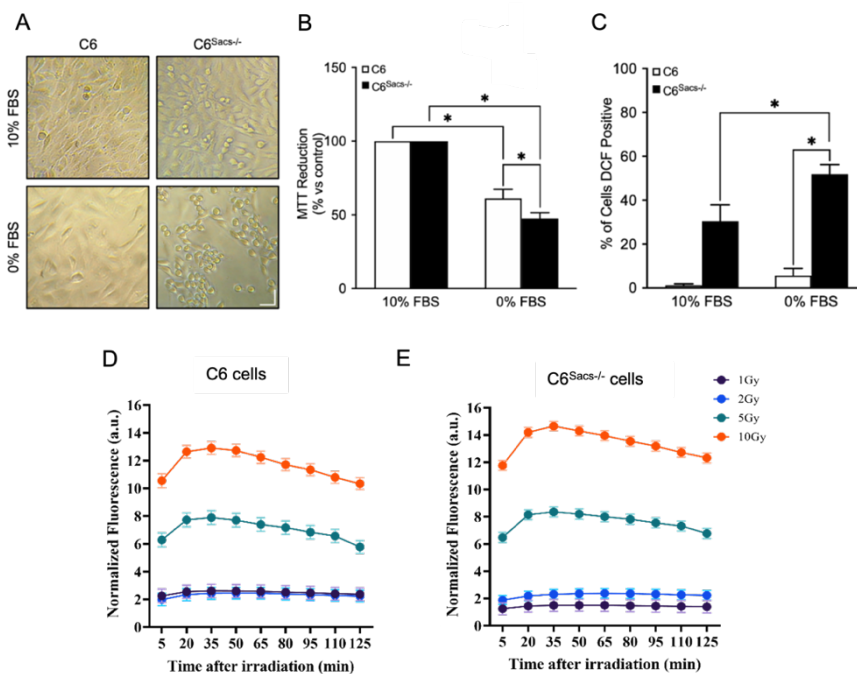 A
C6
C6Sacs-/-
10% FBS
0% FBS
B
C6
C6Sacs-/-
MTT Reduction
(% vs control)
100
50
0
*
*
*
10% FBS
0% FBS
C
C6
C6Sacs-/-
% of Cells DCF Positive
100
80
60
40
20
0
*
*
10% FBS
0% FBS
D
C6 cells
Normalized Fluorescence (a.u.)
16
14
12
10
8
6
4
2
0
5 20 35 50 65 80 95 110 125
Time after irradiation (min)
E
C6Sacs-/- cells
Normalized Fluorescence (a.u.)
16
14
12
10
8
6
4
2
0
5 20 35 50 65 80 95 110 125
Time after irradiation (min)
1Gy
2Gy
5Gy
10Gy